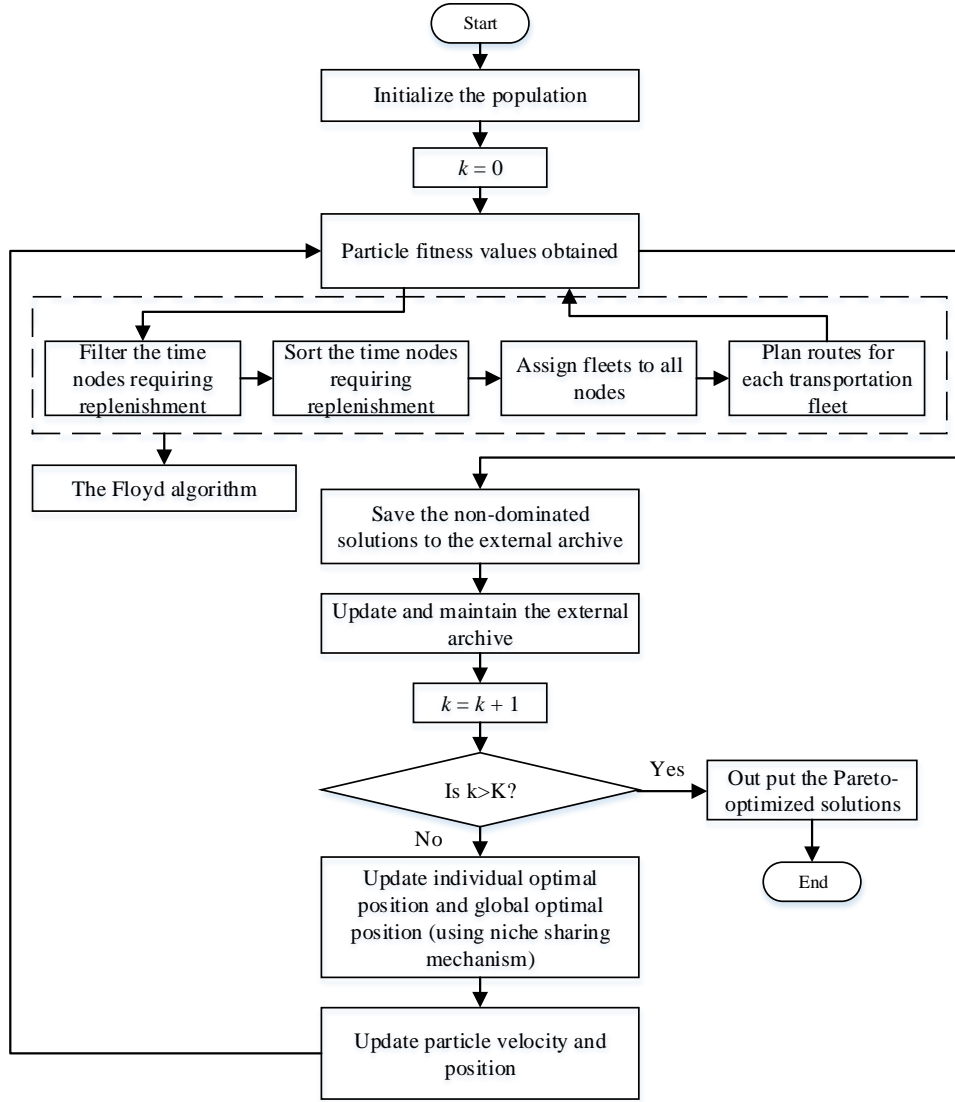 Start
Initialize the population
k = 0
Particle fitness values obtained
Filter the time
nodes requiring
replenishment
Sort the time nodes
requiring
replenishment
Assign fleets to all
nodes
Plan routes for
each transportation
fleet
The Floyd algorithm
Save the non-dominated
solutions to the external archive
Update and maintain the external
archive
k = k + 1
Is k>K?
Yes
Out put the Pareto-
optimized solutions
End
No
Update individual optimal
position and global optimal
position (using niche sharing
mechanism)
Update particle velocity and
position